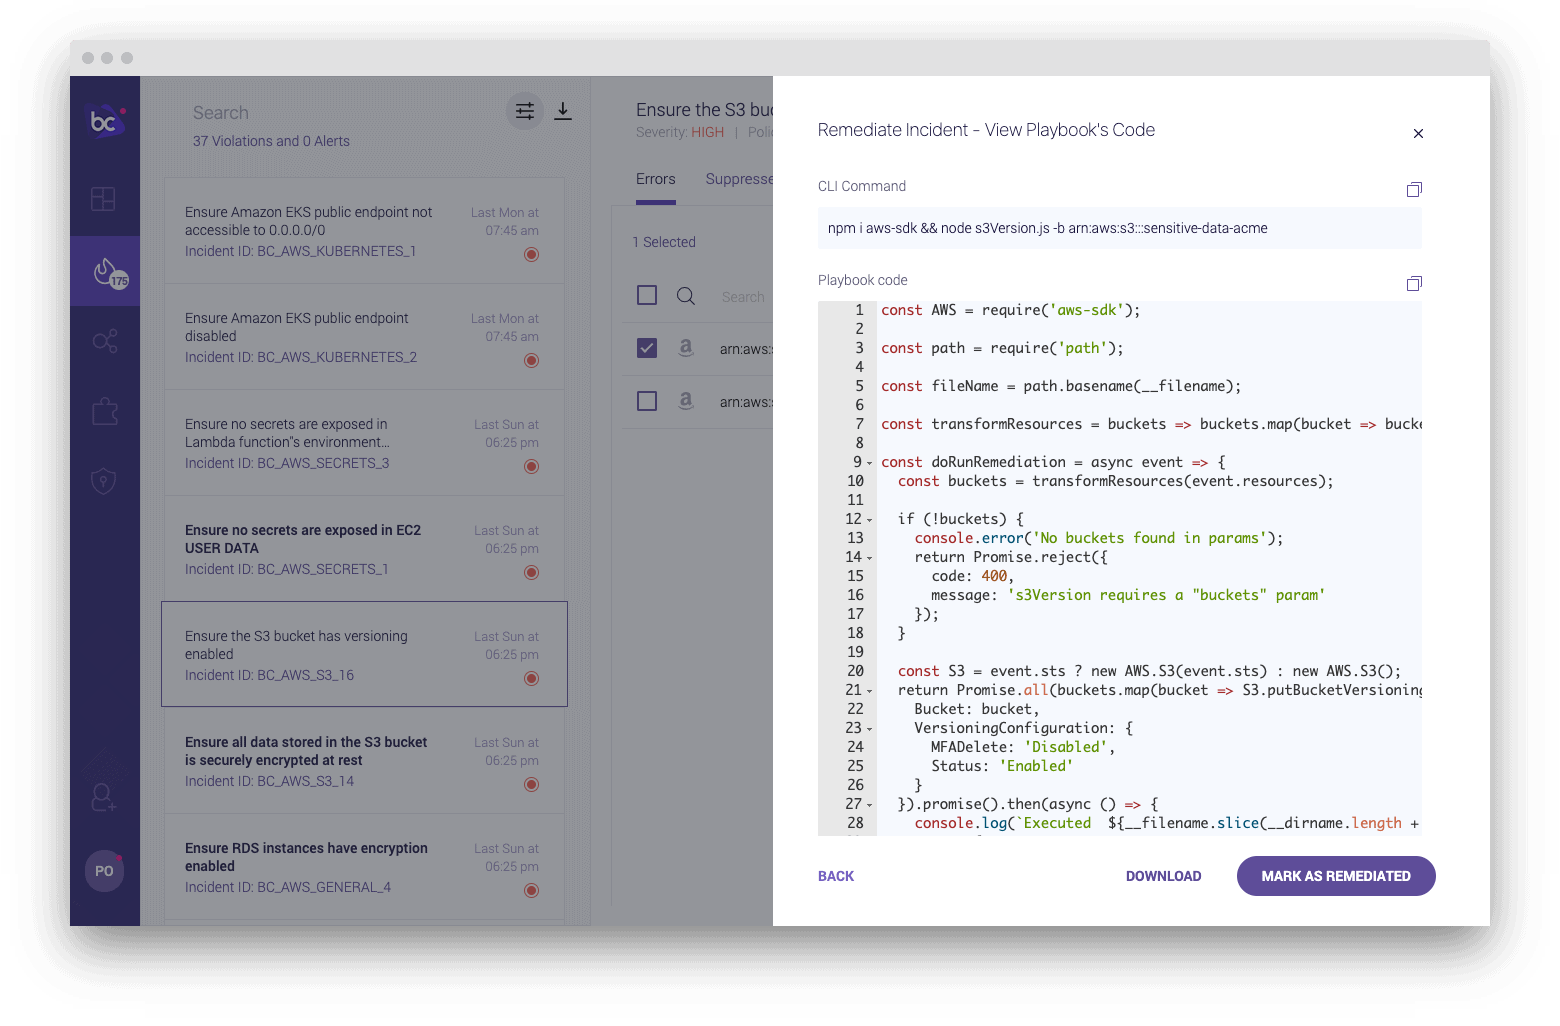 bc
175
PO
Search
37 Violations and 0 Alerts
Ensure Amazon EKS public endpoint not
accessible to 0.0.0.0/0
Incident ID: BC_AWS_KUBERNETES_1
Last Mon at
07:45 am
Ensure Amazon EKS public endpoint
disabled
Incident ID: BC_AWS_KUBERNETES_2
Last Mon at
07:45 am
Ensure no secrets are exposed in
Lambda function"s environment...
Incident ID: BC_AWS_SECRETS_3
Last Sun at
06:25 pm
Ensure no secrets are exposed in EC2
USER DATA
Incident ID: BC_AWS_SECRETS_1
Last Sun at
06:25 pm
Ensure the S3 bucket has versioning
enabled
Incident ID: BC_AWS_S3_16
Last Sun at
06:25 pm
Ensure all data stored in the S3 bucket
is securely encrypted at rest
Incident ID: BC_AWS_S3_14
Last Sun at
06:25 pm
Ensure RDS instances have encryption
enabled
Incident ID: BC_AWS_GENERAL_4
Last Sun at
06:25 pm
Ensure the S3 buc
Severity: HIGH | Polic
Errors Suppresse
1 Selected
Search
a arn:aws:s
a arn:aws:s
Remediate Incident - View Playbook's Code
CLI Command
npm i aws-sdk && node s3Version.js -b arn:aws:s3:::sensitive-data-acme
Playbook code
1 const AWS = require('aws-sdk');
2
3 const path = require('path');
4
5 const fileName = path.basename(__filename);
6
7 const transformResources = buckets => buckets.map(bucket => bucke
8
9 const doRunRemediation = async event => {
10   const buckets = transformResources(event.resources);
11
12   if (!buckets) {
13     console.error('No buckets found in params');
14     return Promise.reject({
15       code: 400,
16       message: 's3Version requires a "buckets" param'
17     });
18   }
19
20   const S3 = event.sts ? new AWS.S3(event.sts) : new AWS.S3();
21   return Promise.all(buckets.map(bucket => S3.putBucketVersioning
22     Bucket: bucket,
23     VersioningConfiguration: {
24       MFADelete: 'Disabled',
25       Status: 'Enabled'
26     }
27   }).promise().then(async () => {
28     console.log(`Executed  ${__filename.slice(__dirname.length +
BACK
DOWNLOAD
MARK AS REMEDIATED